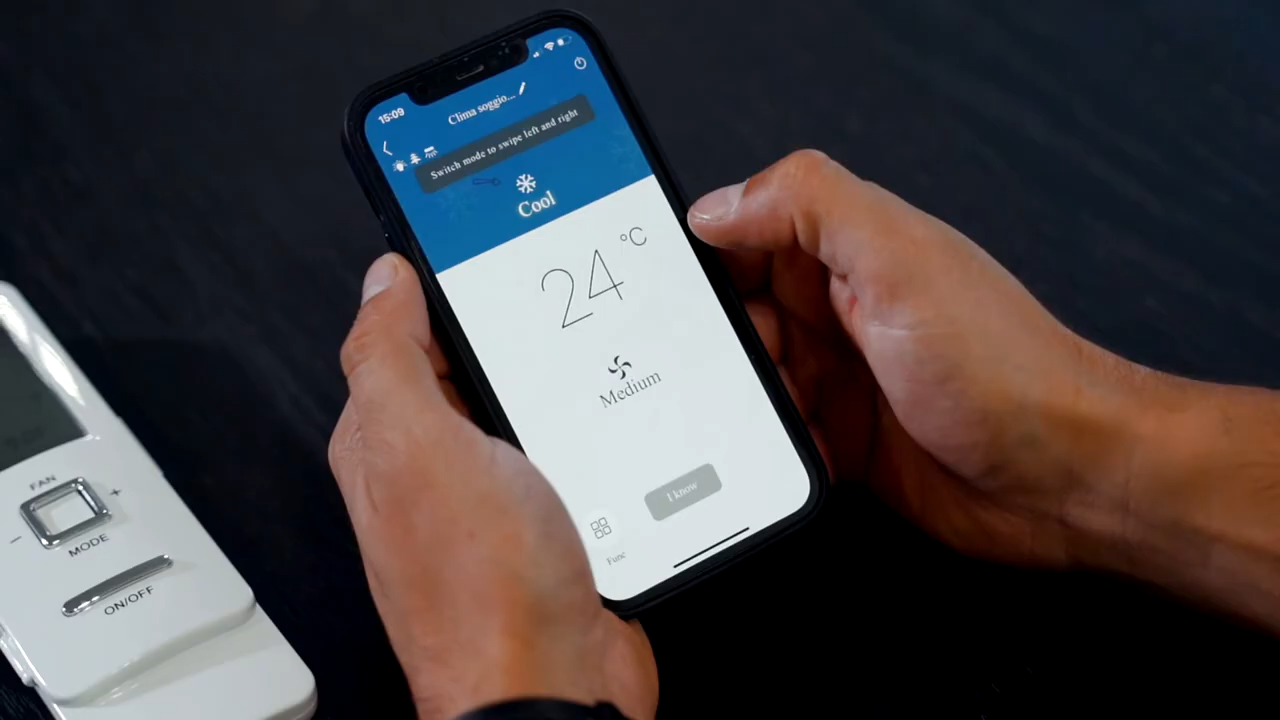 15:09
Clima soggio...
Switch mode to swipe left and right
Cool
24 °C
Medium
I know
Func
FAN
- +
MODE
ON/OFF